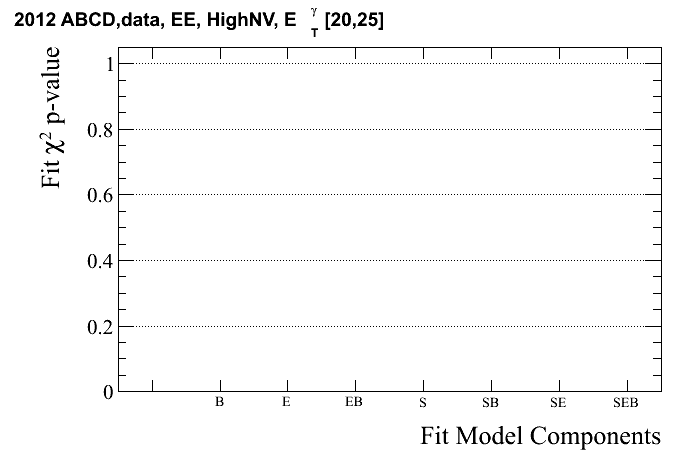 2012 ABCD,data, EE, HighNV, E γ T [20,25]
Fit χ² p-value
1
0.8
0.6
0.4
0.2
0
B E EB S SB SE SEB
Fit Model Components